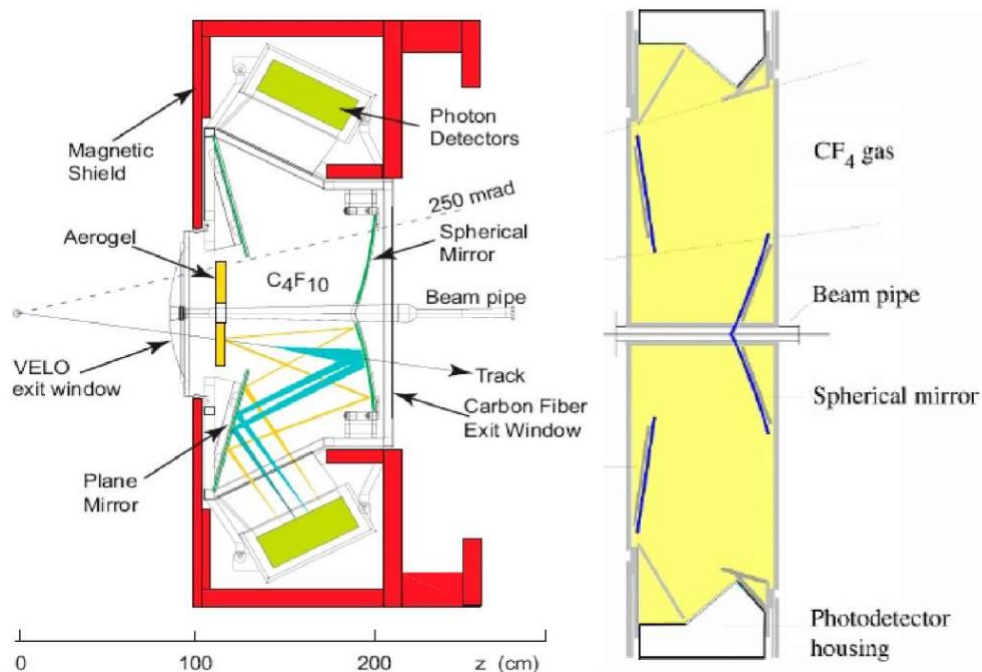 Magnetic
Shield
Photon
Detectors
250 mrad
Aerogel
Spherical
Mirror
C₄F₁₀
Beam pipe
VELO
exit window
Track
Carbon Fiber
Exit Window
Plane
Mirror
0 100 200 z (cm)
CF₄ gas
Beam pipe
Spherical mirror
Photodetector
housing